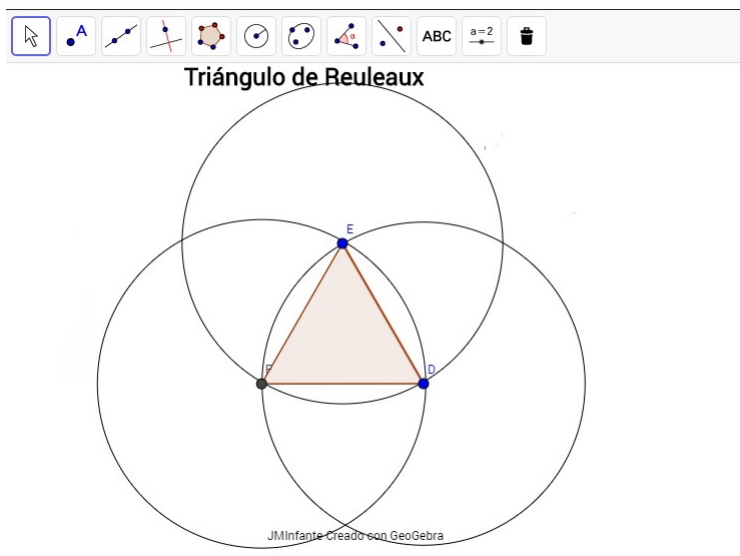 A
α
ABC
a=2
Triángulo de Reuleaux
E
F
D
JMInfante Creado con GeoGebra